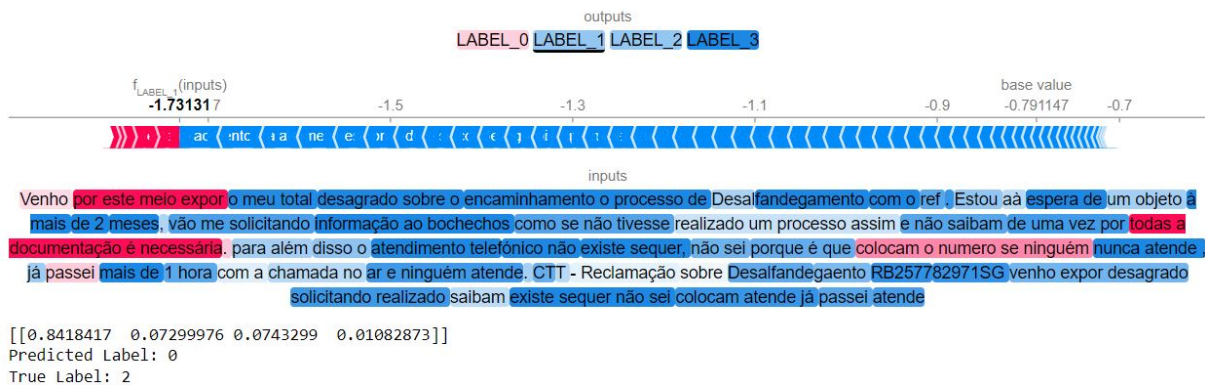 outputs
LABEL_0 LABEL_1 LABEL_2 LABEL_3
f LABEL_1 (inputs)
base value
-1.731317 -1.5 -1.3 -1.1 -0.9 -0.791147 -0.7
inputs
Venho por este meio expor o meu total desagrado sobre o encaminhamento o processo de Desalfandegamento com o ref . Estou aà espera de um objeto à
mais de 2 meses, vão me solicitando informação ao bochechos como se não tivesse realizado um processo assim e não saibam de uma vez por todas a
documentação é necessária. para além disso o atendimento telefónico não existe sequer, não sei porque é que colocam o numero se ninguém nunca atende ,
já passei mais de 1 hora com a chamada no ar e ninguém atende. CTT - Reclamação sobre Desalfandegaento RB257782971SG venho expor desagrado
solicitando realizado saibam existe sequer não sei colocam atende já passei atende
[[0.8418417 0.07299976 0.0743299 0.01082873]]
Predicted Label: 0
True Label: 2